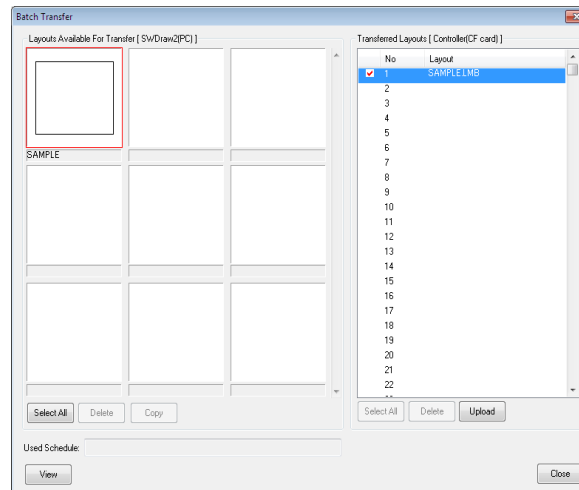 Batch Transfer
Layouts Available For Transfer [ SWDraw2(PC) ]
SAMPLE
Select All Delete Copy
Transferred Layouts [ Controller(CF card) ]
No Layout
1 SAMPLE.LMB
2
3
4
5
6
7
8
9
10
11
12
13
14
15
16
17
18
19
20
21
22
Select All Delete Upload
Used Schedule:
View
Close